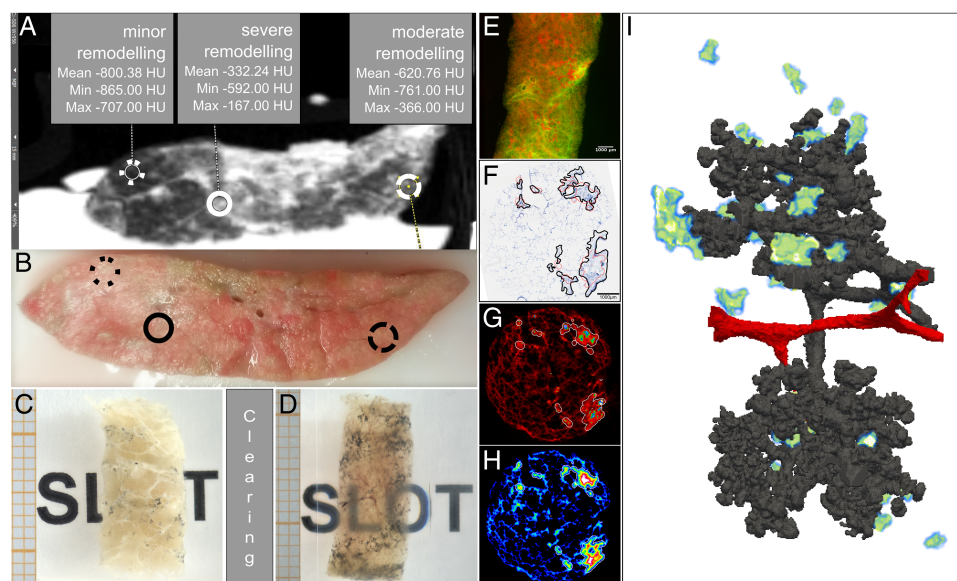 A
minor
remodelling
Mean -800.38 HU
Min -865.00 HU
Max -707.00 HU
severe
remodelling
Mean -332.24 HU
Min -592.00 HU
Max -167.00 HU
moderate
remodelling
Mean -620.76 HU
Min -761.00 HU
Max -366.00 HU
B
C
SLOT
Clearing
D
SLOT
E
1000 µm
F
1000µm
G
H
I